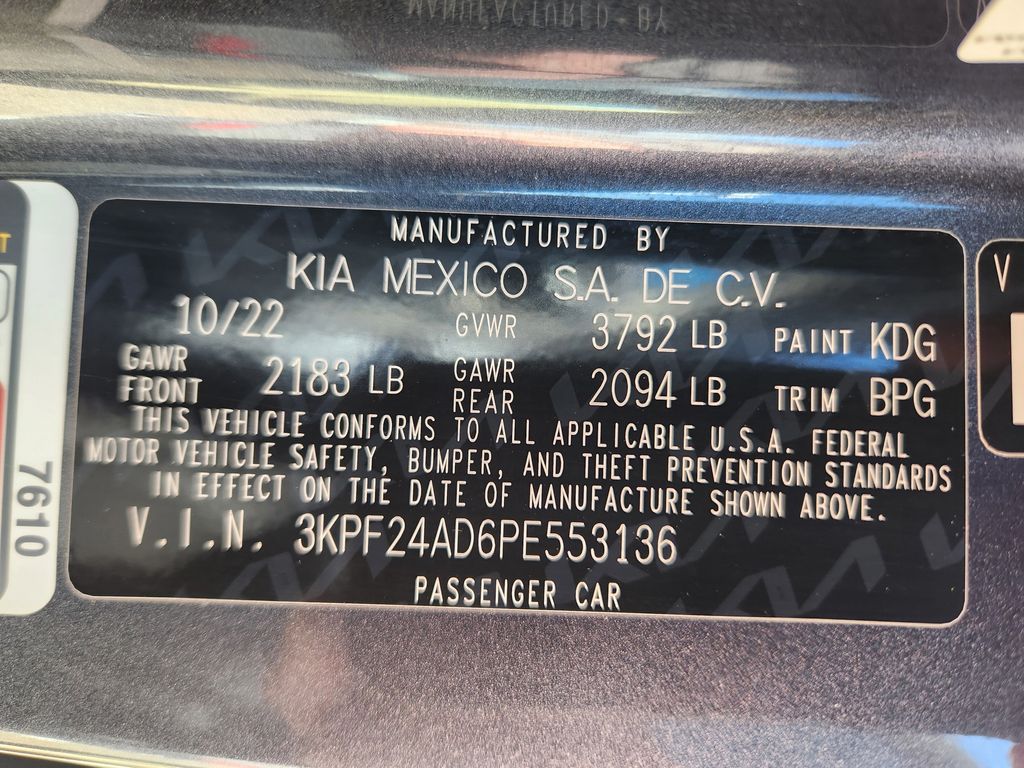 MANUFACTURED BY
MANUFACTURED BY
KIA MEXICO S.A. DE C.V.
10/22 GVWR 3792 LB PAINT KDG
GAWR FRONT 2183 LB GAWR REAR 2094 LB TRIM BPG
THIS VEHICLE CONFORMS TO ALL APPLICABLE U.S.A. FEDERAL
MOTOR VEHICLE SAFETY, BUMPER, AND THEFT PREVENTION STANDARDS
IN EFFECT ON THE DATE OF MANUFACTURE SHOWN ABOVE.
V.I.N. 3KPF24AD6PE553136
PASSENGER CAR
7610
T
V